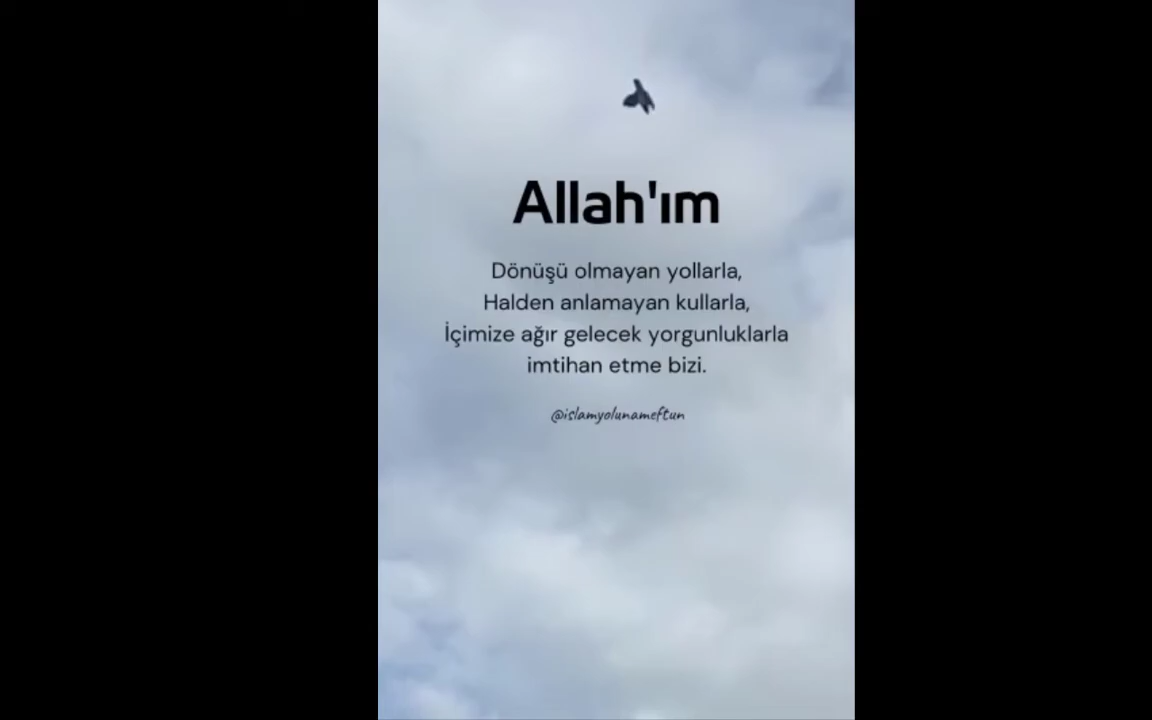 Allah'ım
Dönüşü olmayan yollarla,
Halden anlamayan kullarla,
İçimize ağır gelecek yorgunluklarla
imtihan etme bizi.
@islamyolunameftun